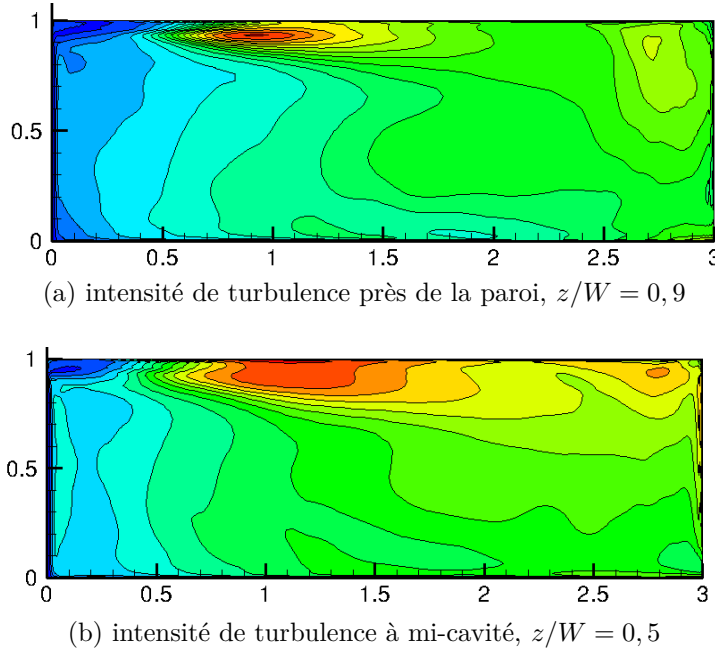 1
0.5
0
0 0.5 1 1.5 2 2.5 3
(a) intensité de turbulence près de la paroi, z/W = 0, 9
1
0.5
0
0 0.5 1 1.5 2 2.5 3
(b) intensité de turbulence à mi-cavité, z/W = 0, 5